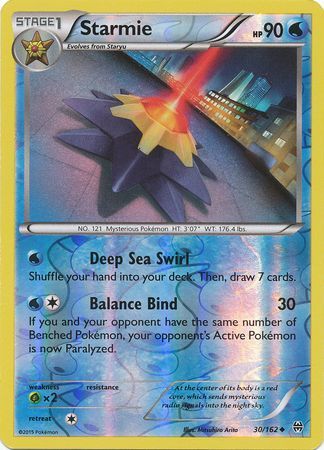 STAGE1
Starmie
HP 90
Evolves from Staryu
NO. 121 Mysterious Pokémon HT: 3'07" WT: 176.4 lbs.
Deep Sea Swirl
Shuffle your hand into your deck. Then, draw 7 cards.
Balance Bind 30
If you and your opponent have the same number of
Benched Pokémon, your opponent's Active Pokémon
is now Paralyzed.
weakness
resistance
×2
retreat
At the center of its body is a red
core, which sends mysterious
radio signals into the night sky.
©2015 Pokémon
Illus. Masahiro Arito
30/162